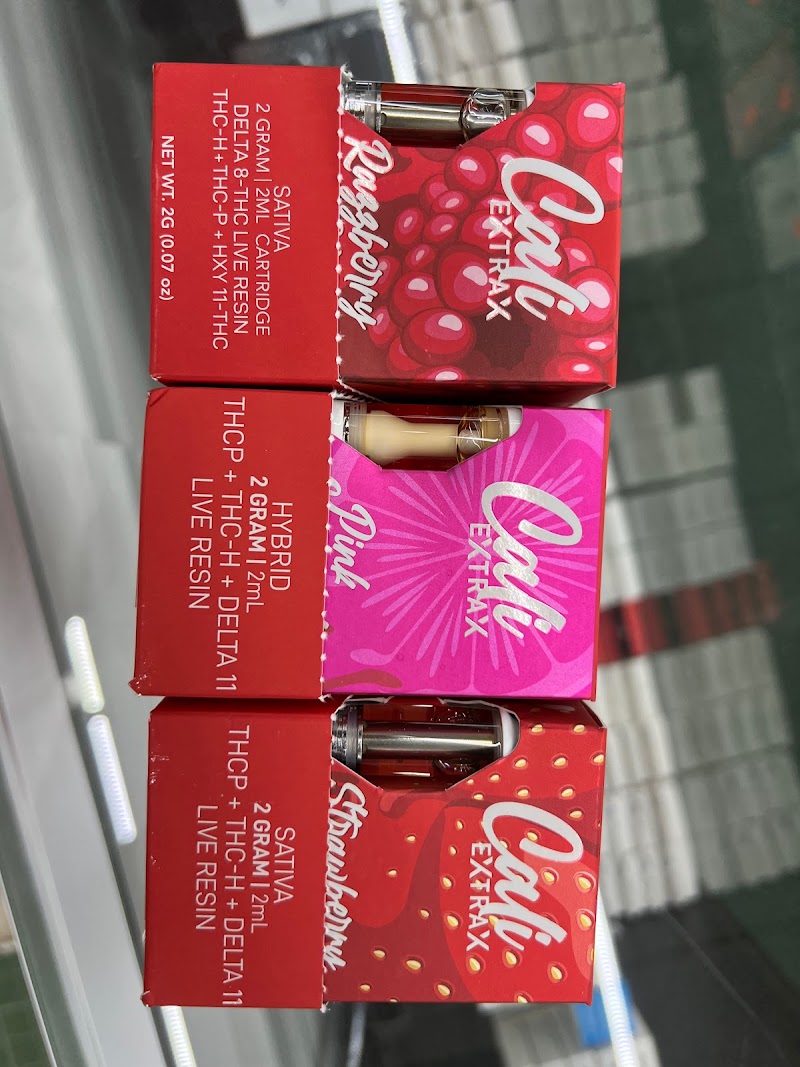 Cali
EXTRAX
Razzberry
SATIVA
2 GRAM | 2ML CARTRIDGE
DELTA 8-THC LIVE RESIN
THC-H+THC-P + HXY 11-THC
NET WT. 2G (0.07 oz)
Cali
EXTRAX
Pink
HYBRID
2 GRAM | 2mL
THCP + THC-H + DELTA 11
LIVE RESIN
Cali
EXTRAX
Strawberry
SATIVA
2 GRAM | 2mL
THCP + THC-H + DELTA 11
LIVE RESIN